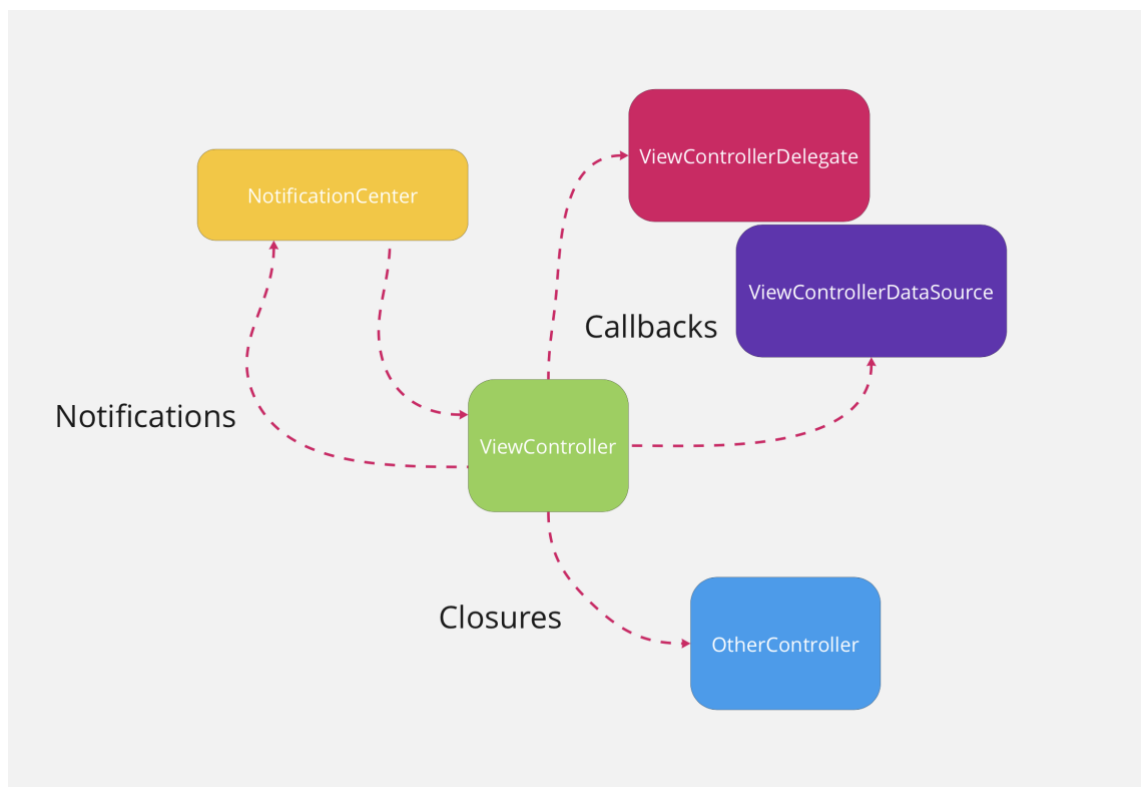 ViewControllerDelegate
NotificationCenter
ViewControllerDataSource
Callbacks
Notifications
ViewController
Closures
OtherController